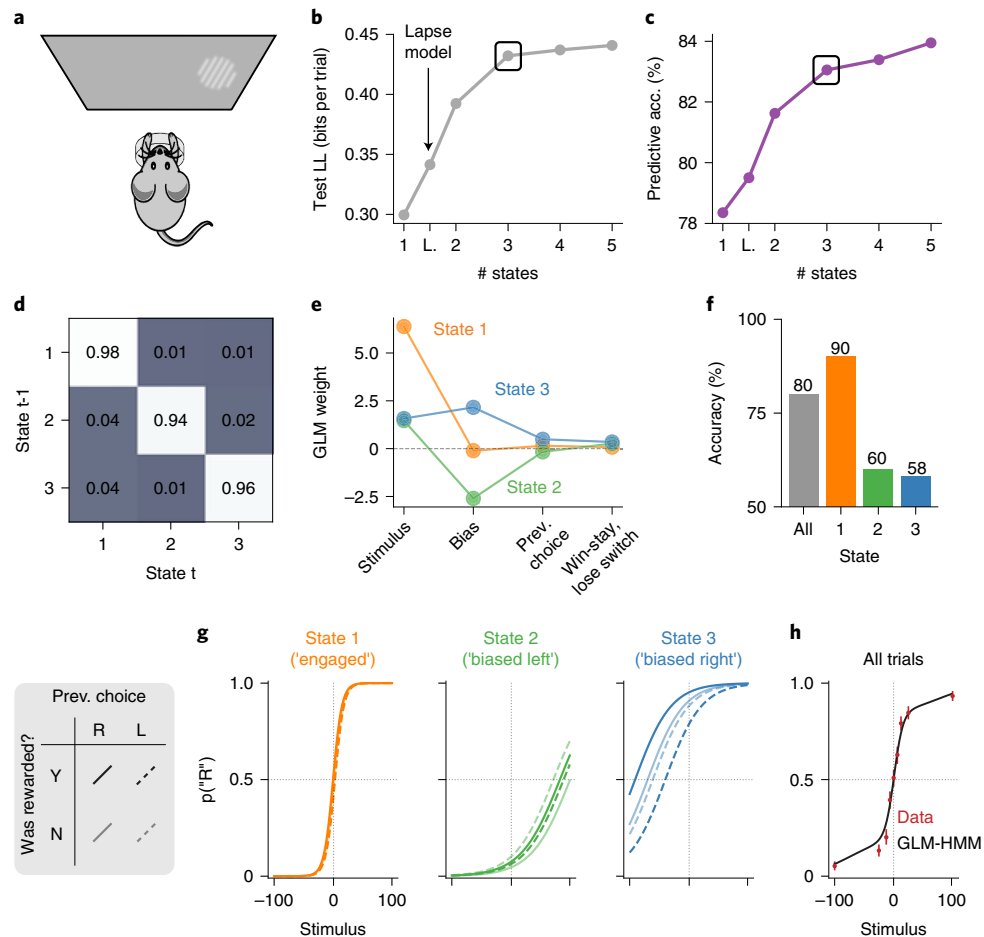 a
b
Test LL (bits per trial)
0.45
0.40
0.35
0.30
Lapse
model
1 L. 2 3 4 5
# states
c
Predictive acc. (%)
84
82
80
78
1 L. 2 3 4 5
# states
d
State t-1
1 0.98 0.01 0.01
2 0.04 0.94 0.02
3 0.04 0.01 0.96
1 2 3
State t
e
GLM weight
5.0
2.5
0
−2.5
State 1
State 3
State 2
Stimulus
Bias
Prev.
choice
Win-stay,
lose switch
f
Accuracy (%)
100
75
50
80
90
60
58
All 1 2 3
State
Prev. choice
R L
Was rewarded?
Y
N
g
State 1
('engaged')
State 2
('biased left')
State 3
('biased right')
p("R")
1.0
0.5
0
−100 0 100
Stimulus
h
All trials
1.0
0.5
0
Data
GLM-HMM
−100 0 100
Stimulus